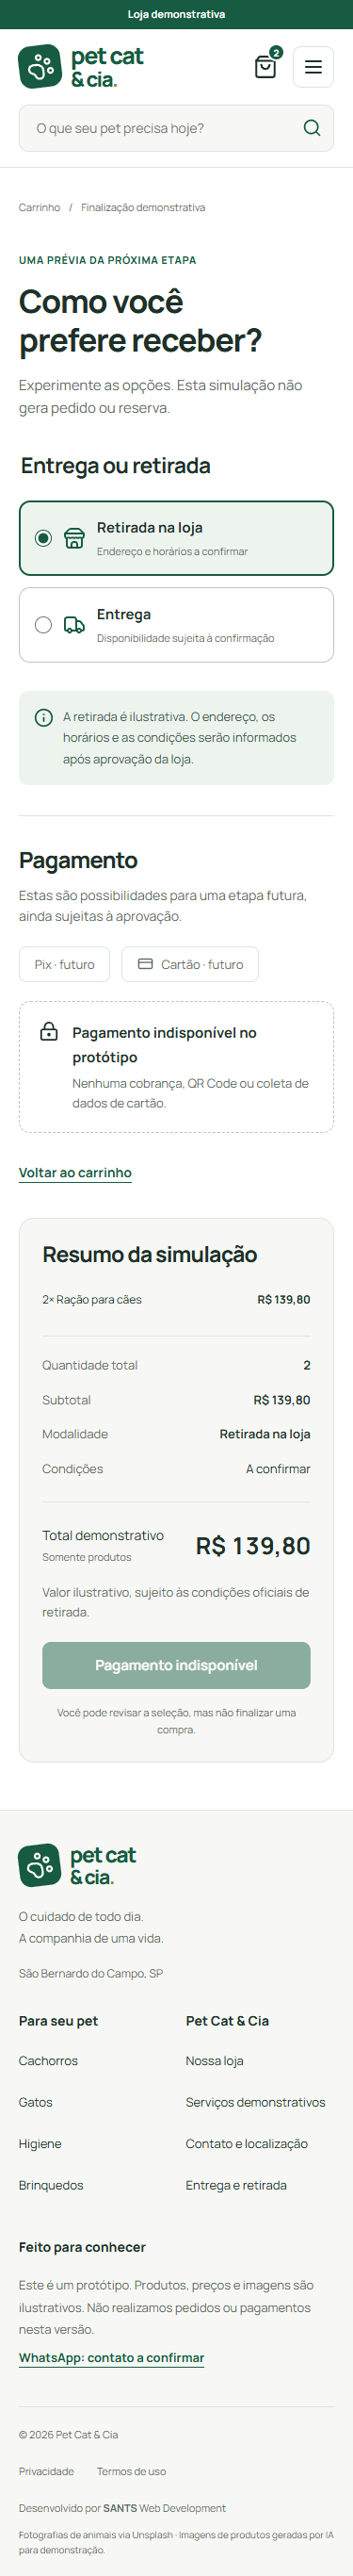 Loja demonstrativa
pet cat
& cia.
2
O que seu pet precisa hoje?
Carrinho / Finalização demonstrativa
UMA PRÉVIA DA PRÓXIMA ETAPA
Como você
prefere receber?
Experimente as opções. Esta simulação não
gera pedido ou reserva.
Entrega ou retirada
Retirada na loja
Endereço e horários a confirmar
Entrega
Disponibilidade sujeita à confirmação
A retirada é ilustrativa. O endereço, os
horários e as condições serão informados
após aprovação da loja.
Pagamento
Estas são possibilidades para uma etapa futura,
ainda sujeitas à aprovação.
Pix · futuro
Cartão · futuro
Pagamento indisponível no
protótipo
Nenhuma cobrança, QR Code ou coleta de
dados de cartão.
Voltar ao carrinho
Resumo da simulação
2× Ração para cães R$ 139,80
Quantidade total 2
Subtotal R$ 139,80
Modalidade Retirada na loja
Condições A confirmar
Total demonstrativo R$ 139,80
Somente produtos
Valor ilustrativo, sujeito às condições oficiais de
retirada.
Pagamento indisponível
Você pode revisar a seleção, mas não finalizar uma
compra.
pet cat
& cia.
O cuidado de todo dia.
A companhia de uma vida.
São Bernardo do Campo, SP
Para seu pet
Cachorros
Gatos
Higiene
Brinquedos
Pet Cat & Cia
Nossa loja
Serviços demonstrativos
Contato e localização
Entrega e retirada
Feito para conhecer
Este é um protótipo. Produtos, preços e imagens são
ilustrativos. Não realizamos pedidos ou pagamentos
nesta versão.
WhatsApp: contato a confirmar
© 2026 Pet Cat & Cia
Privacidade Termos de uso
Desenvolvido por SANTS Web Development
Fotografias de animais via Unsplash · Imagens de produtos geradas por IA
para demonstração.